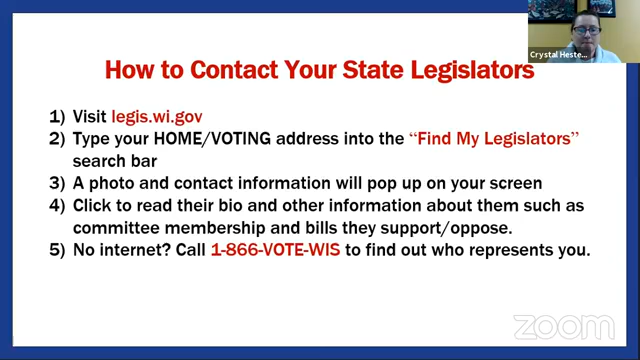 Crystal Heste...
How to Contact Your State Legislators
1) Visit legis.wi.gov
2) Type your HOME/VOTING address into the “Find My Legislators”
search bar
3) A photo and contact information will pop up on your screen
4) Click to read their bio and other information about them such as
committee membership and bills they support/oppose.
5) No internet? Call 1-866-VOTE-WIS to find out who represents you.
zoom